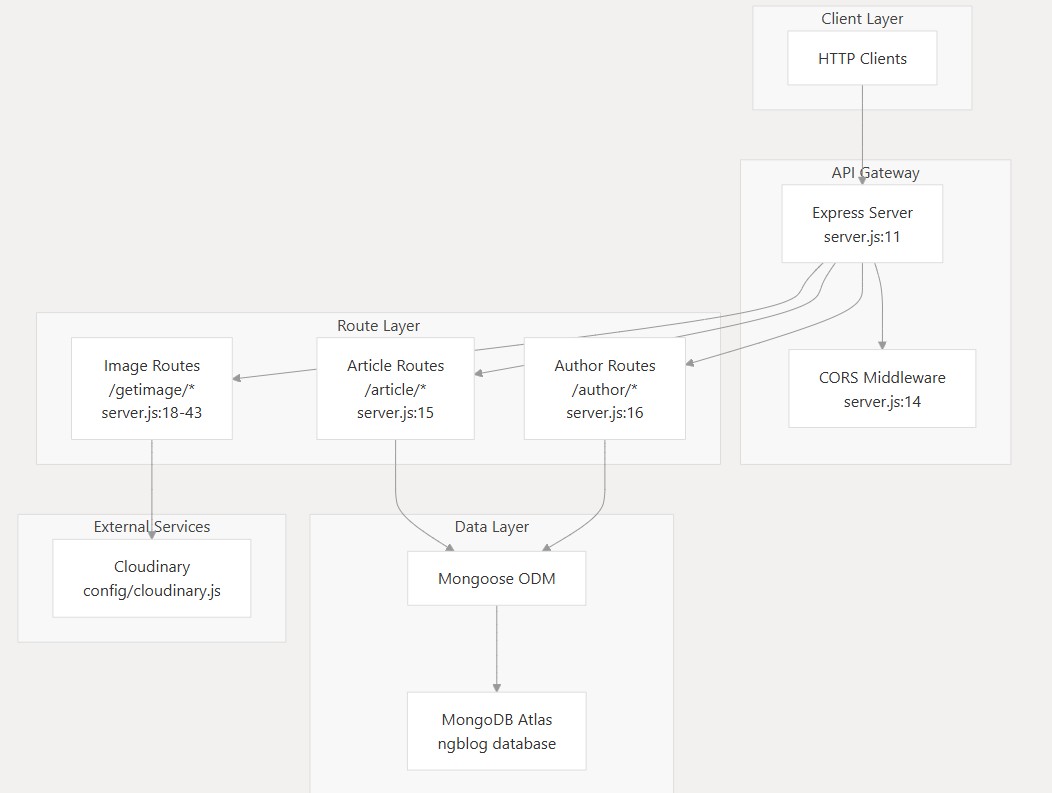 Client Layer
HTTP Clients
API Gateway
Express Server
server.js:11
CORS Middleware
server.js:14
Route Layer
Image Routes
/getimage/*
server.js:18-43
Article Routes
/article/*
server.js:15
Author Routes
/author/*
server.js:16
External Services
Cloudinary
config/cloudinary.js
Data Layer
Mongoose ODM
MongoDB Atlas
ngblog database